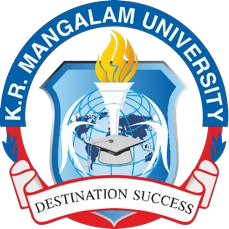 K.R. MANGALAM UNIVERSITY
DESTINATION SUCCESS